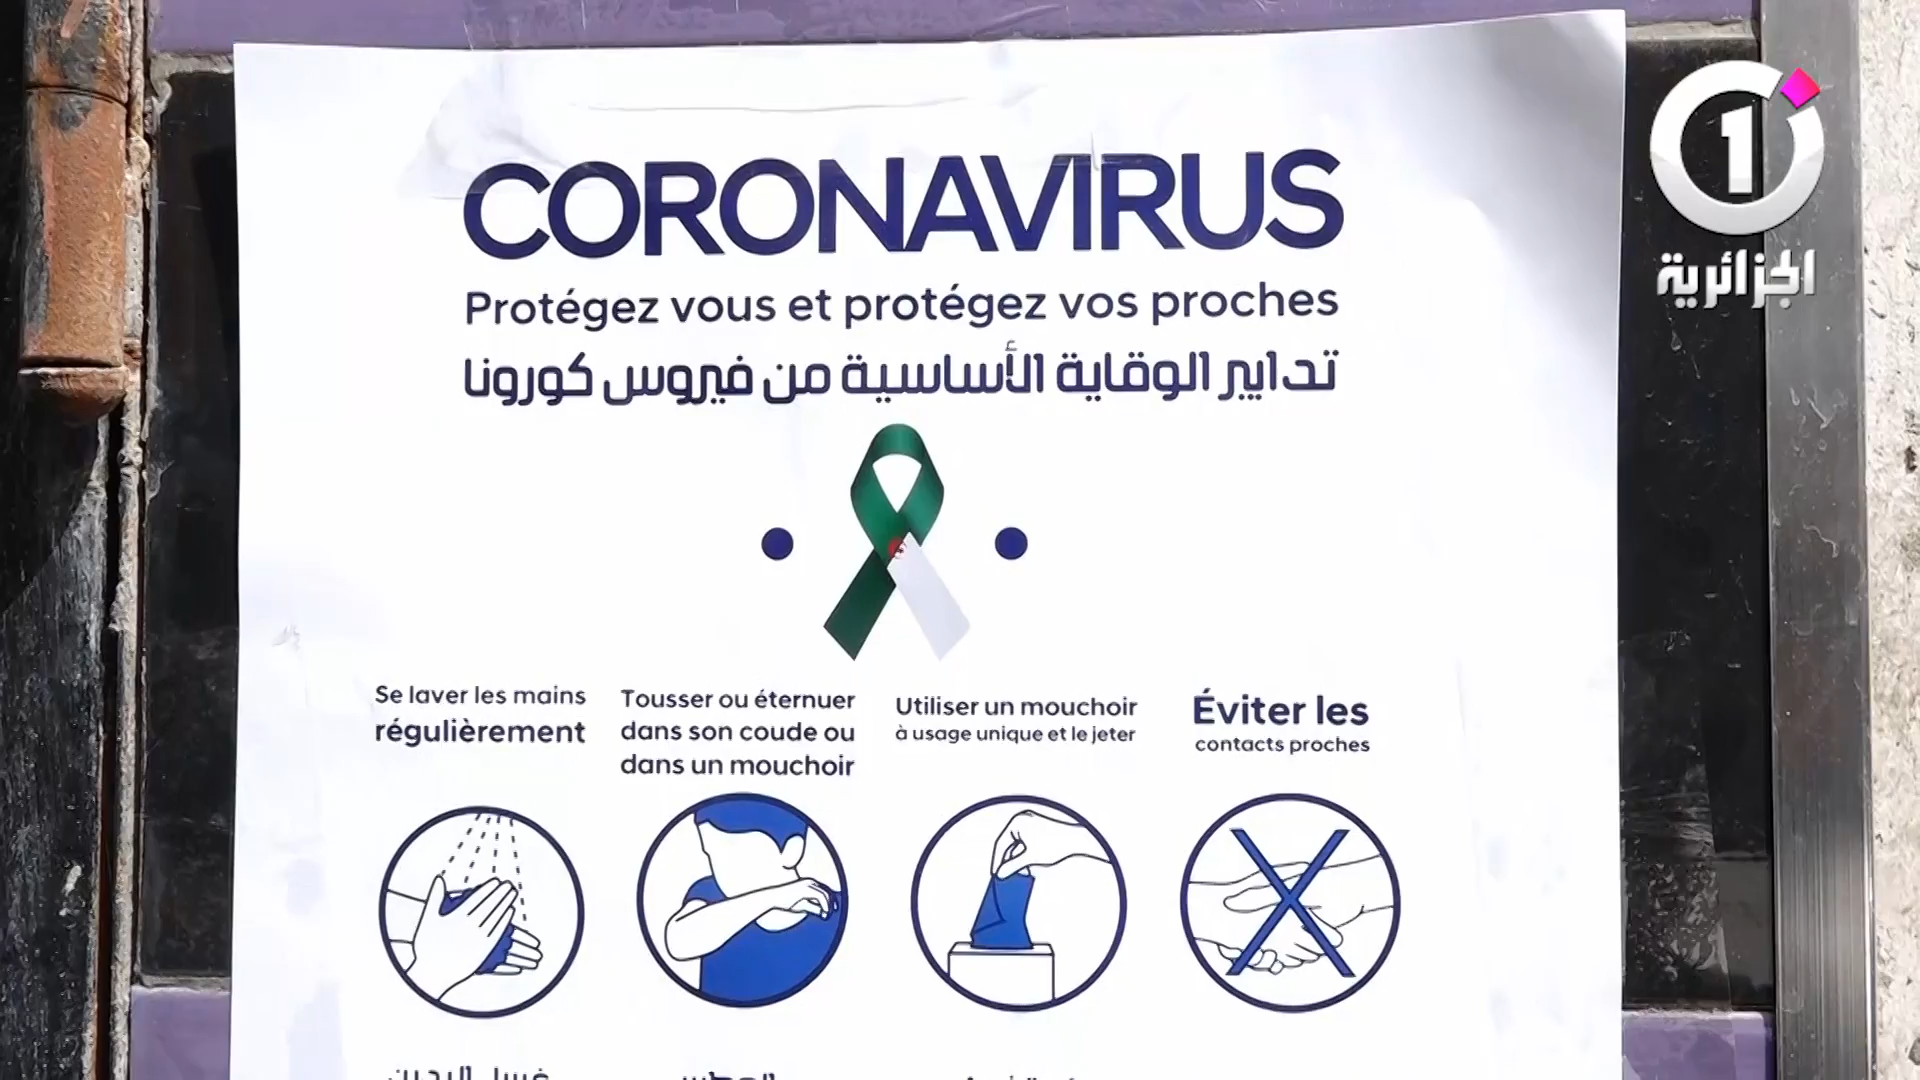 CORONAVIRUS
Protégez vous et protégez vos proches
تدابير الوقاية الأساسية من فيروس كورونا
Se laver les mains
régulièrement
Tousser ou éternuer
dans son coude ou
dans un mouchoir
Utiliser un mouchoir
à usage unique et le jeter
Éviter les
contacts proches
1
الجزائرية